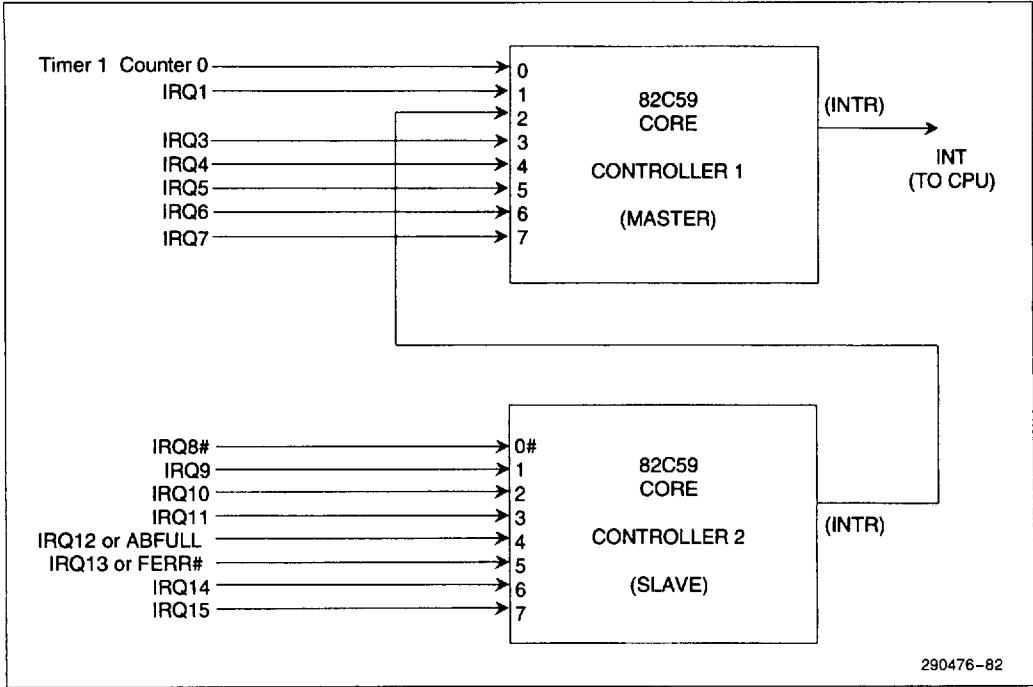 Timer 1 Counter 0
IRQ1
IRQ3
IRQ4
IRQ5
IRQ6
IRQ7
0
1
2
3
4
5
6
7
82C59
CORE
CONTROLLER 1
(MASTER)
(INTR)
INT
(TO CPU)
IRQ8#
IRQ9
IRQ10
IRQ11
IRQ12 or ABFULL
IRQ13 or FERR#
IRQ14
IRQ15
0#
1
2
3
4
5
6
7
82C59
CORE
CONTROLLER 2
(SLAVE)
(INTR)
290476-82